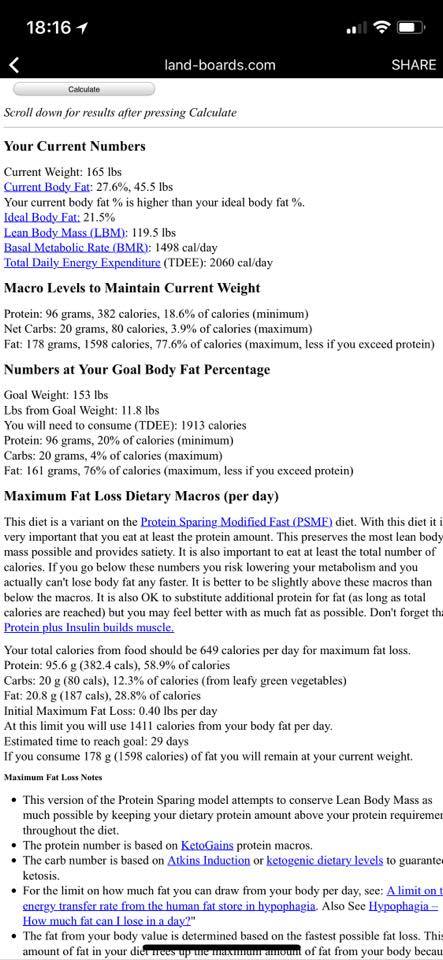 18:16
land-boards.com
SHARE
Calculate
Scroll down for results after pressing Calculate
Your Current Numbers
Current Weight: 165 lbs
Current Body Fat: 27.6%, 45.5 lbs
Your current body fat % is higher than your ideal body fat %.
Ideal Body Fat: 21.5%
Lean Body Mass (LBM): 119.5 lbs
Basal Metabolic Rate (BMR): 1498 cal/day
Total Daily Energy Expenditure (TDEE): 2060 cal/day
Macro Levels to Maintain Current Weight
Protein: 96 grams, 382 calories, 18.6% of calories (minimum)
Net Carbs: 20 grams, 80 calories, 3.9% of calories (maximum)
Fat: 178 grams, 1598 calories, 77.6% of calories (maximum, less if you exceed protein)
Numbers at Your Goal Body Fat Percentage
Goal Weight: 153 lbs
Lbs from Goal Weight: 11.8 lbs
You will need to consume (TDEE): 1913 calories
Protein: 96 grams, 20% of calories (minimum)
Carbs: 20 grams, 4% of calories (maximum)
Fat: 161 grams, 76% of calories (maximum, less if you exceed protein)
Maximum Fat Loss Dietary Macros (per day)
This diet is a variant on the Protein Sparing Modified Fast (PSMF) diet. With this diet it i
very important that you eat at least the protein amount. This preserves the most lean body
mass possible and provides satiety. It is also important to eat at least the total number of
calories. If you go below these numbers you risk lowering your metabolism and you
actually can't lose body fat any faster. It is better to be slightly above these macros than
below the macros. It is also OK to substitute additional protein for fat (as long as total
calories are reached) but you may feel better with as much fat as possible. Don't forget tha
Protein plus Insulin builds muscle.
Your total calories from food should be 649 calories per day for maximum fat loss.
Protein: 95.6 g (382.4 cals), 58.9% of calories
Carbs: 20 g (80 cals), 12.3% of calories (from leafy green vegetables)
Fat: 20.8 g (187 cals), 28.8% of calories
Initial Maximum Fat Loss: 0.40 lbs per day
At this limit you will use 1411 calories from your body fat per day.
Estimated time to reach goal: 29 days
If you consume 178 g (1598 calories) of fat you will remain at your current weight.
Maximum Fat Loss Notes
• This version of the Protein Sparing model attempts to conserve Lean Body Mass as
much possible by keeping your dietary protein amount above your protein requiremen
throughout the diet.
• The protein number is based on KetoGains protein macros.
• The carb number is based on Atkins Induction or ketogenic dietary levels to guarantee
ketosis.
• For the limit on how much fat you can draw from your body per day, see: A limit on t
energy transfer rate from the human fat store in hypophagia. Also See Hypophagia –
How much fat can I lose in a day?"
• The fat from your body value is determined based on the fastest possible fat loss. This
amount of fat in your diet frees up the maximum amount of fat from your body becau